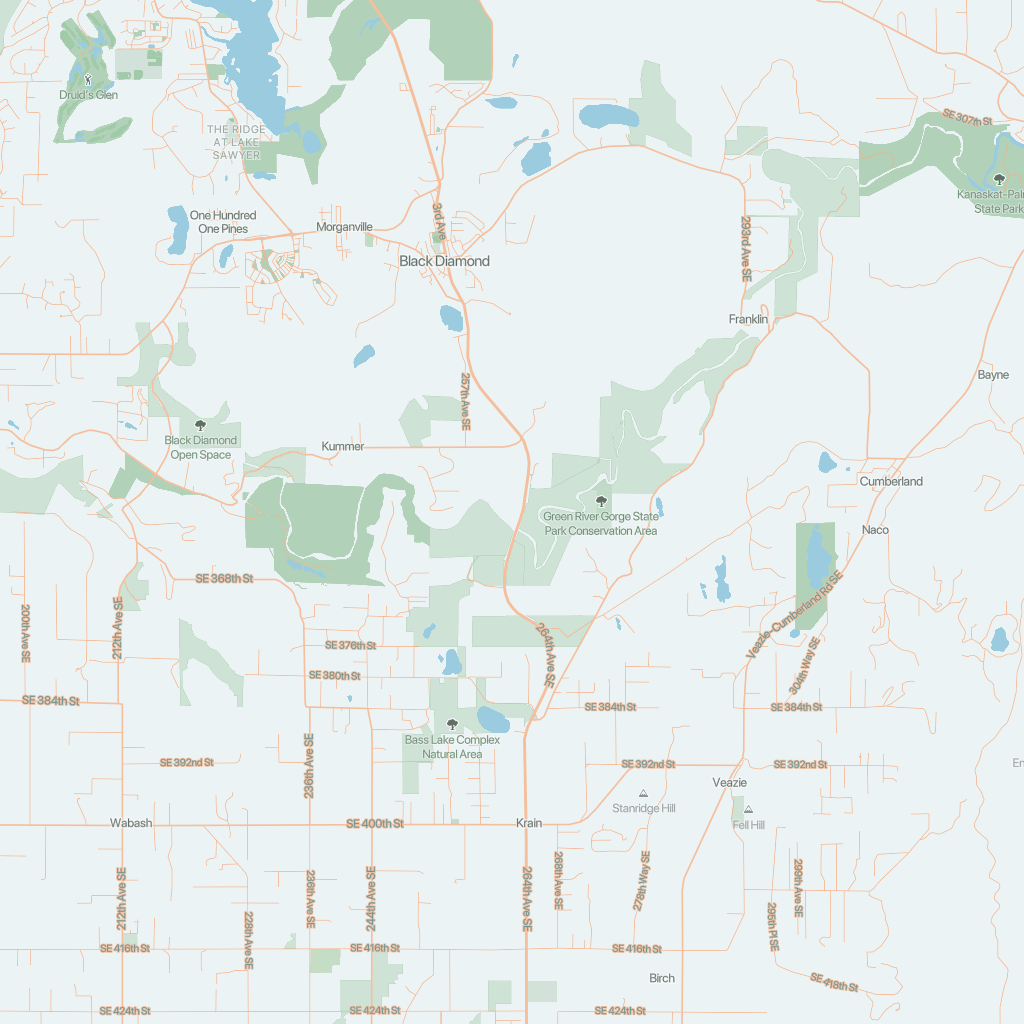 Druid's Glen
SE 307th St
THE RIDGE
AT LAKE
SAWYER
Kanaskat-Pal
State Park
One Hundred
One Pines
Morganville
3rd Ave
293rd Ave SE
Black Diamond
Franklin
257th Ave SE
Bayne
Black Diamond
Open Space
Kummer
Cumberland
Green River Gorge State
Park Conservation Area
Naco
SE 368th St
200th Ave SE
212th Ave SE
Veazie-Cumberland Rd SE
264th Ave SE
SE 376th St
SE 380th St
304th Way SE
SE 384th St
SE 384th St
SE 384th St
Bass Lake Complex
Natural Area
236th Ave SE
SE 392nd St
SE 392nd St
SE 392nd St
En
Veazie
Stanridge Hill
Fell Hill
Wabash
SE 400th St
Krain
212th Ave SE
236th Ave SE
244th Ave SE
264th Ave SE
268th Ave SE
278th Way SE
299th Ave SE
228th Ave SE
295th Pl SE
SE 416th St
SE 416th St
SE 416th St
Birch
SE 418th St
SE 424th St
SE 424th St
SE 424th St